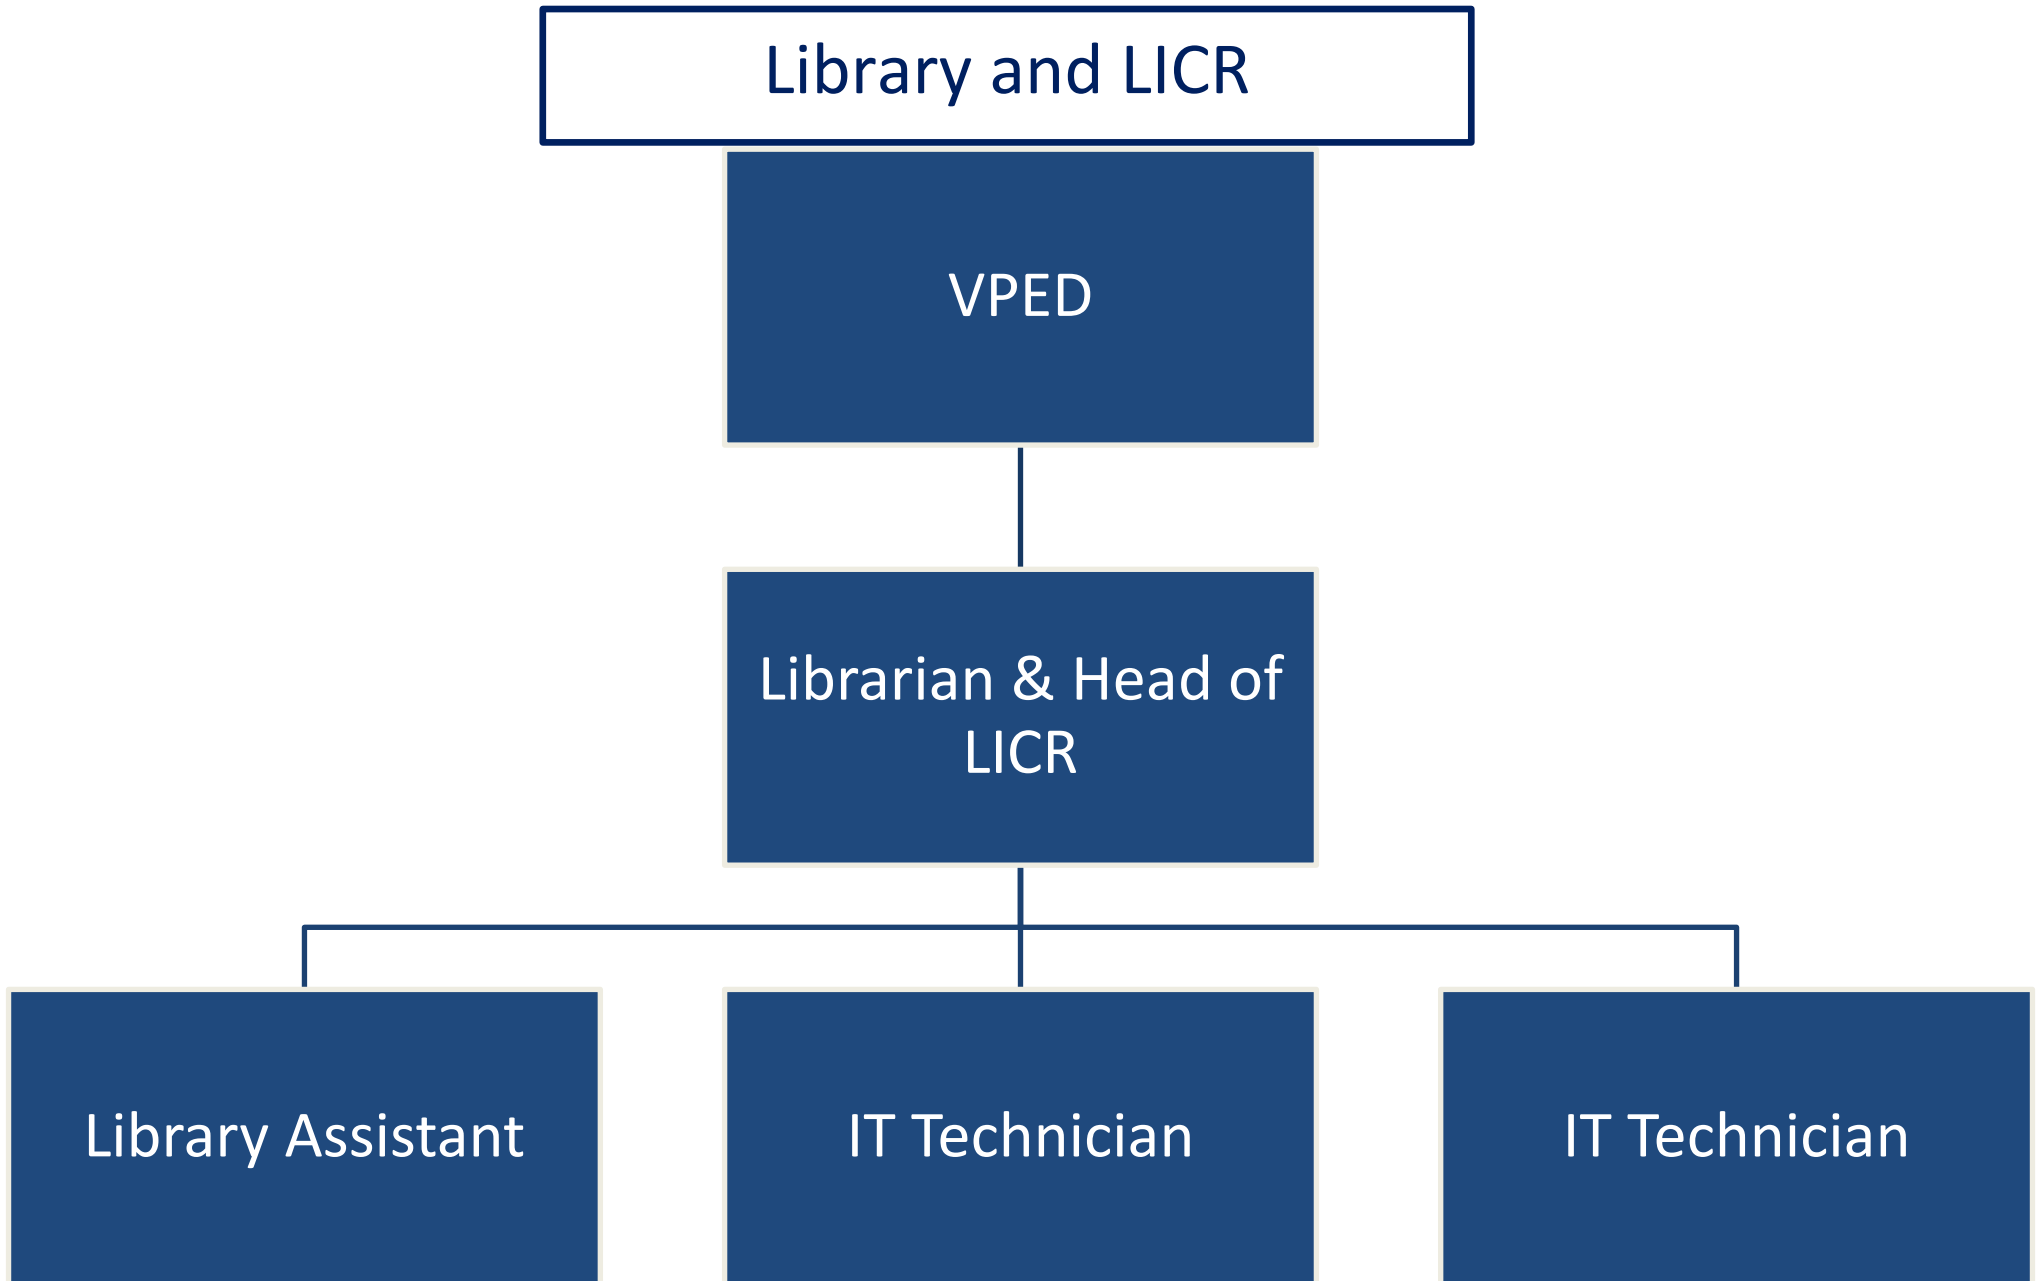 Library and LICR
VPED
Librarian & Head of
LICR
Library Assistant
IT Technician
IT Technician